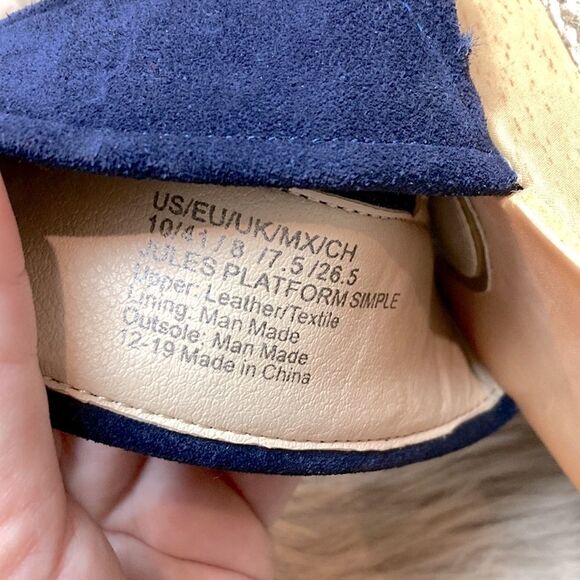 US/EU/UK/MX/CH
10/41/ 8 /7.5/26.5
JULES PLATFORM SIMPLE
Upper: Leather/Textile
Lining: Man Made
Outsole: Man Made
12-19 Made in China